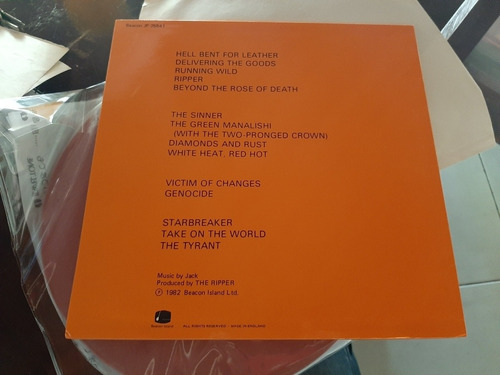 HELL BENT FOR LEATHER
DELIVERING THE GOODS
RUNNING WILD
RIPPER
BEYOND THE ROSE OF DEATH
THE SINNER
THE GREEN MANALISHI
(WITH THE TWO-PRONGED CROWN)
DIAMONDS AND RUST
WHITE HEAT, RED HOT
VICTIM OF CHANGES
GENOCIDE
STARBREAKER
TAKE ON THE WORLD
THE TYRANT
Music by Jack
Produced by THE RIPPER
℗ 1982 Beacon Island Ltd.
Beacon Island
ALL RIGHTS RESERVED MADE IN ENGLAND